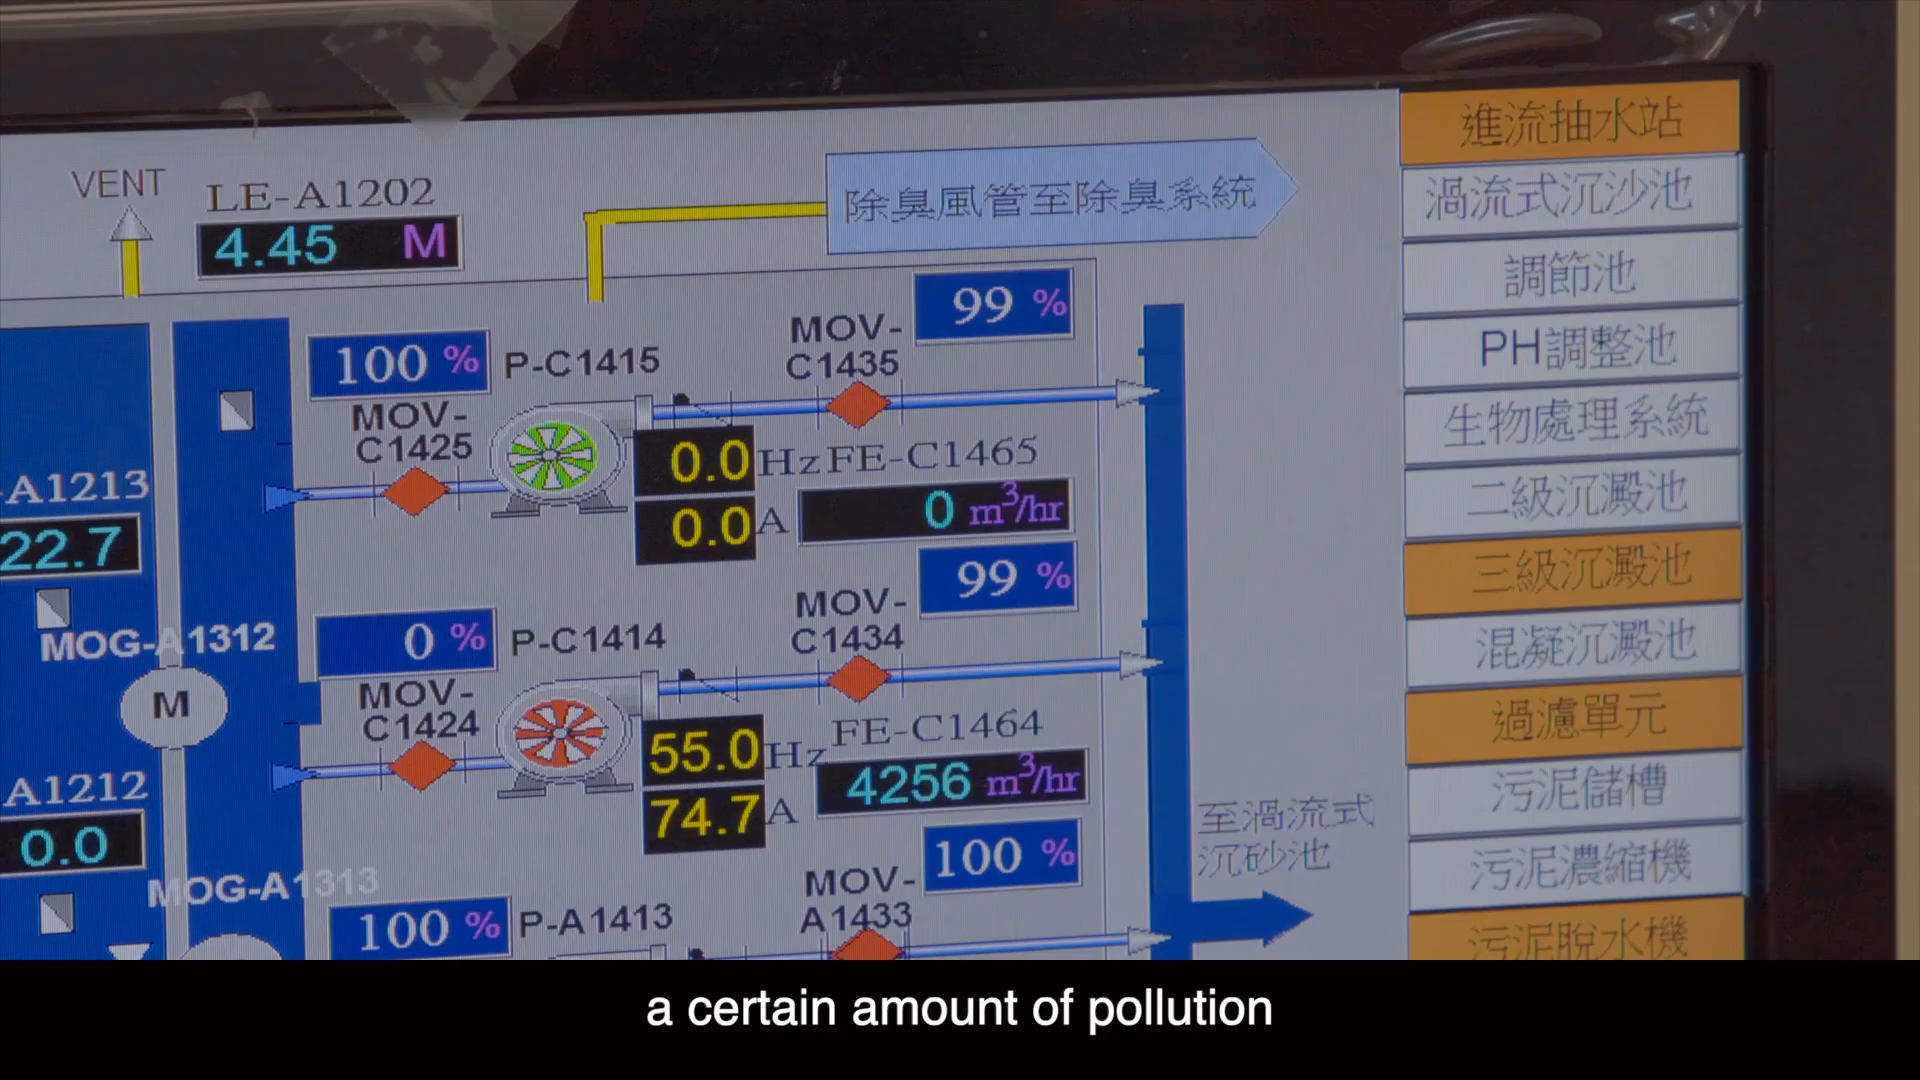 VENT
LE-A1202
4.45 M
除臭風管至除臭系統
99 %
100 %
P-C1415
MOV-
C1435
MOV-
C1425
0.0 Hz
FE-C1465
0.0 A
0 m³/hr
-A1213
22.7
99 %
MOG-A1312
0 %
P-C1414
MOV-
C1434
M
MOV-
C1424
55.0 Hz
FE-C1464
74.7 A
4256 m³/hr
A1212
0.0
100 %
至渦流式
沉砂池
MOG-A1313
100 %
P-A1413
MOV-
A1433
進流抽水站
渦流式沉沙池
調節池
PH調整池
生物處理系統
二級沉澱池
三級沉澱池
混凝沉澱池
過濾單元
污泥儲槽
污泥濃縮機
污泥脫水機
a certain amount of pollution